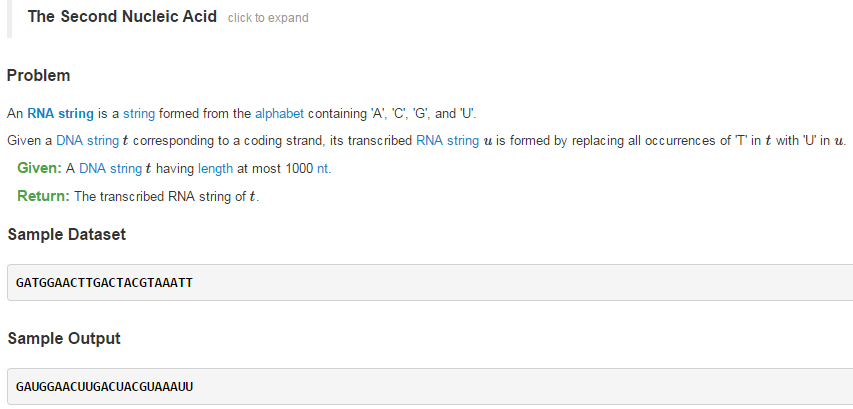 The Second Nucleic Acid click to expand
Problem
An RNA string is a string formed from the alphabet containing 'A', 'C', 'G', and 'U'.
Given a DNA string t corresponding to a coding strand, its transcribed RNA string u is formed by replacing all occurrences of 'T' in t with 'U' in u.
Given: A DNA string t having length at most 1000 nt.
Return: The transcribed RNA string of t.
Sample Dataset
GATGGAACTTGACTACGTAAATT
Sample Output
GAUGGAACUUGACUACGUAAAUU